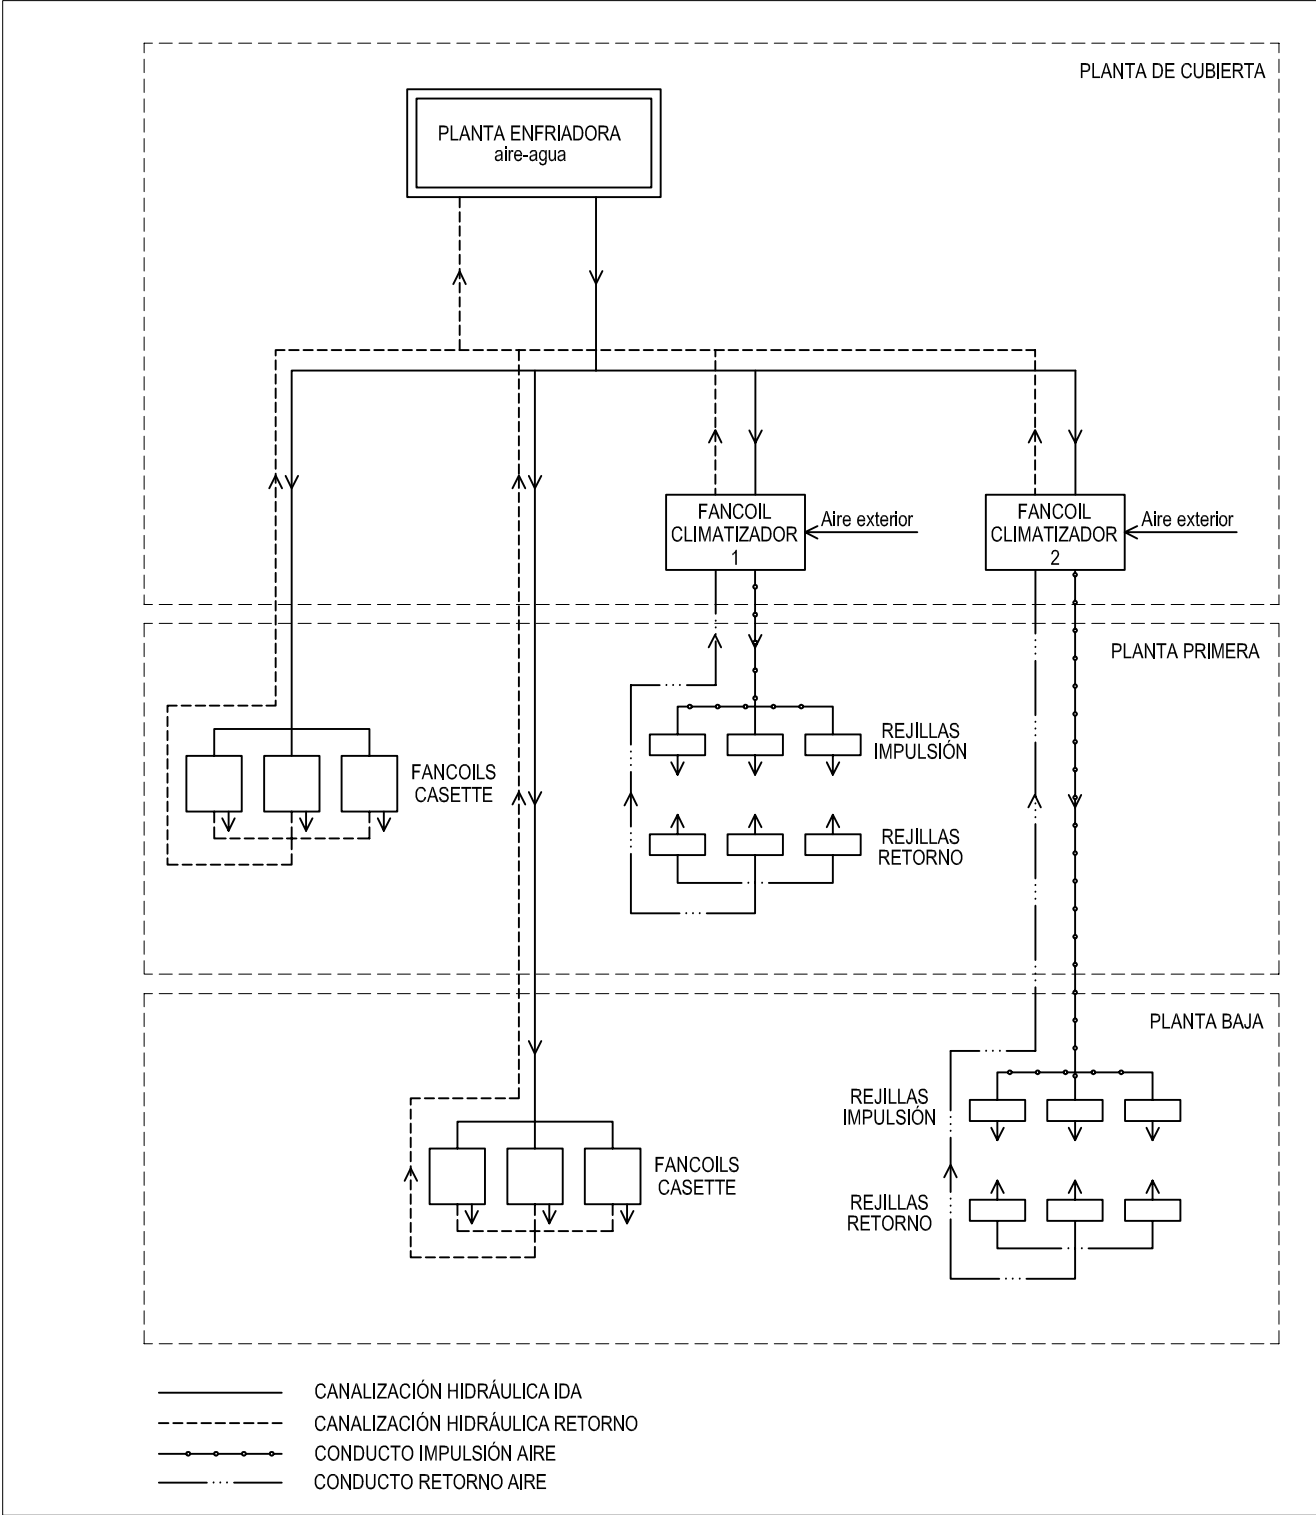 PLANTA DE CUBIERTA
PLANTA ENFRIADORA
aire-agua
FANCOIL
CLIMATIZADOR
1
Aire exterior
FANCOIL
CLIMATIZADOR
2
Aire exterior
PLANTA PRIMERA
REJILLAS
IMPULSIÓN
FANCOILS
CASETTE
REJILLAS
RETORNO
PLANTA BAJA
REJILLAS
IMPULSIÓN
FANCOILS
CASETTE
REJILLAS
RETORNO
CANALIZACIÓN HIDRÁULICA IDA
CANALIZACIÓN HIDRÁULICA RETORNO
CONDUCTO IMPULSIÓN AIRE
CONDUCTO RETORNO AIRE